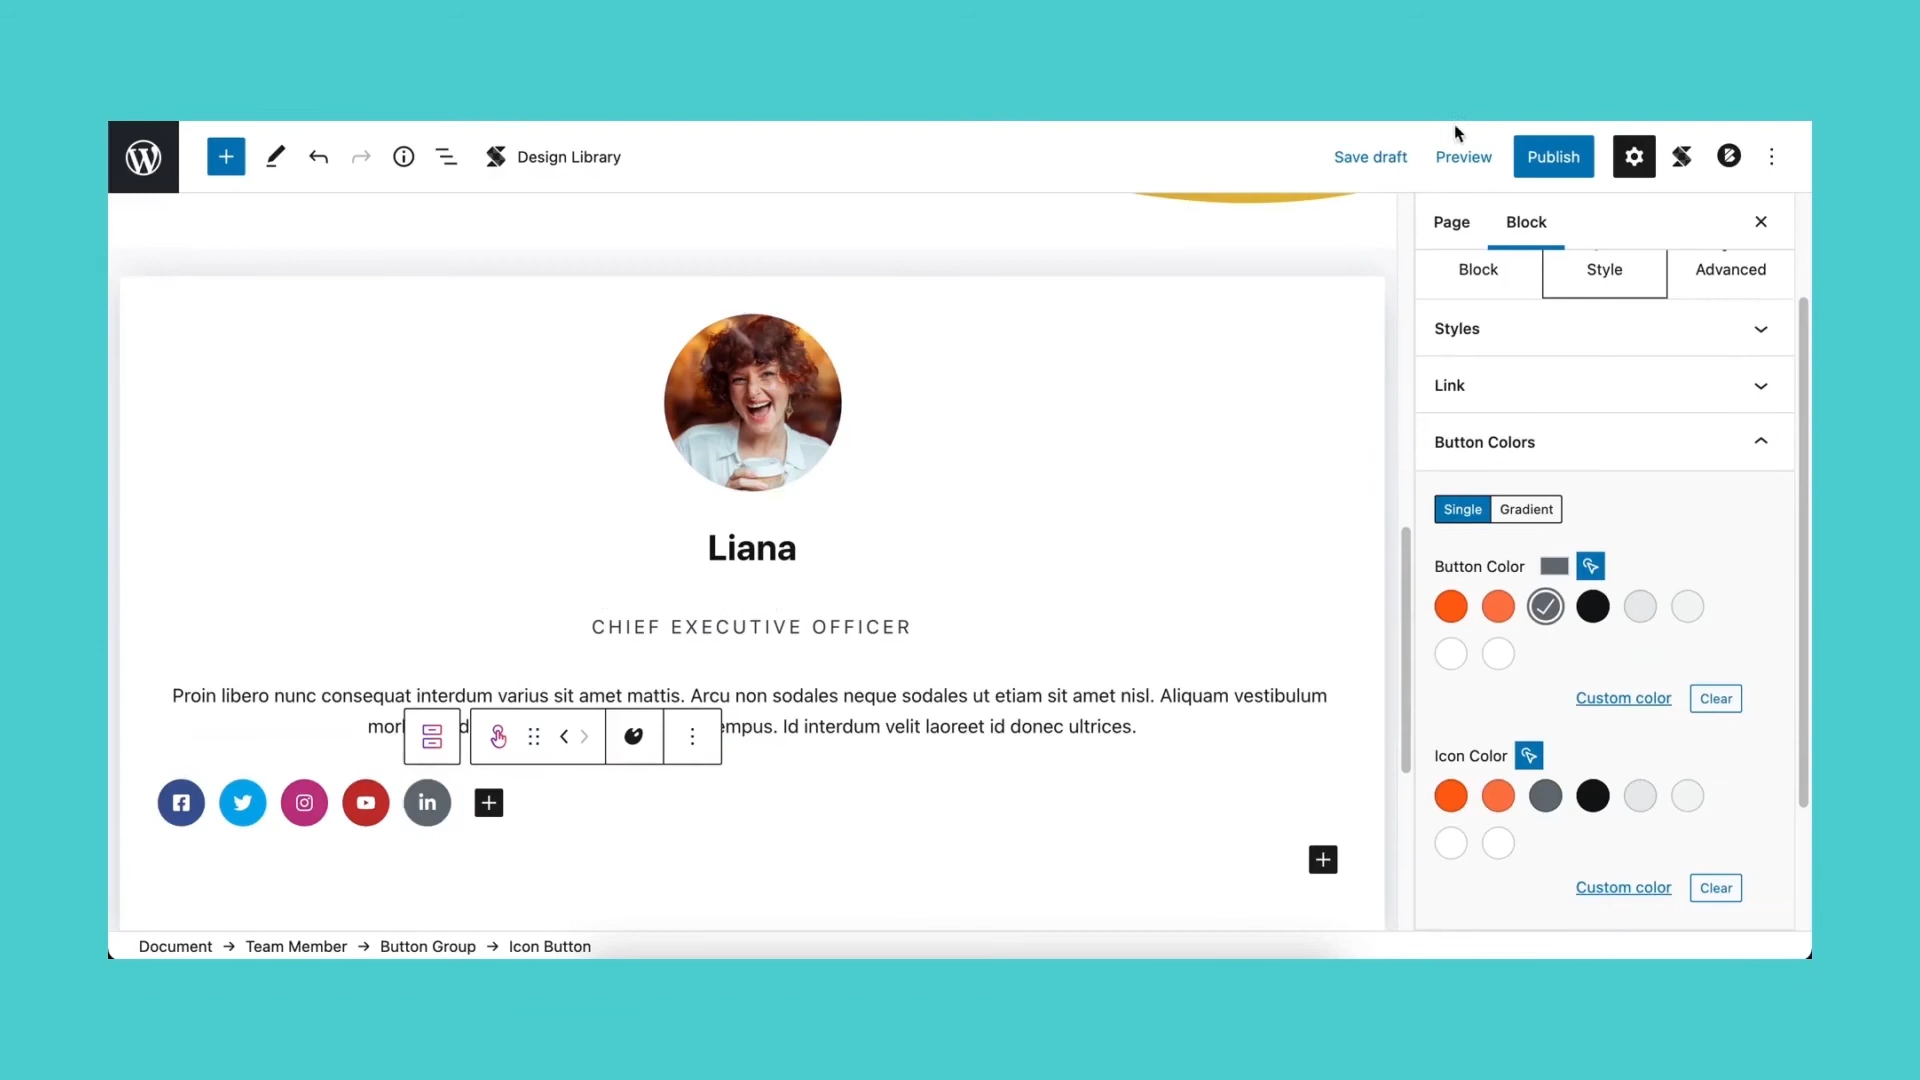 Design Library
Save draft
Preview
Publish
Page
Block
Block
Style
Advanced
Styles
Link
Button Colors
Single
Gradient
Button Color
Custom color
Clear
Icon Color
Custom color
Clear
Liana
CHIEF EXECUTIVE OFFICER
Proin libero nunc consequat interdum varius sit amet mattis. Arcu non sodales neque sodales ut etiam sit amet nisl. Aliquam vestibulum
Id interdum velit laoreet id donec ultrices.
Document → Team Member → Button Group → Icon Button